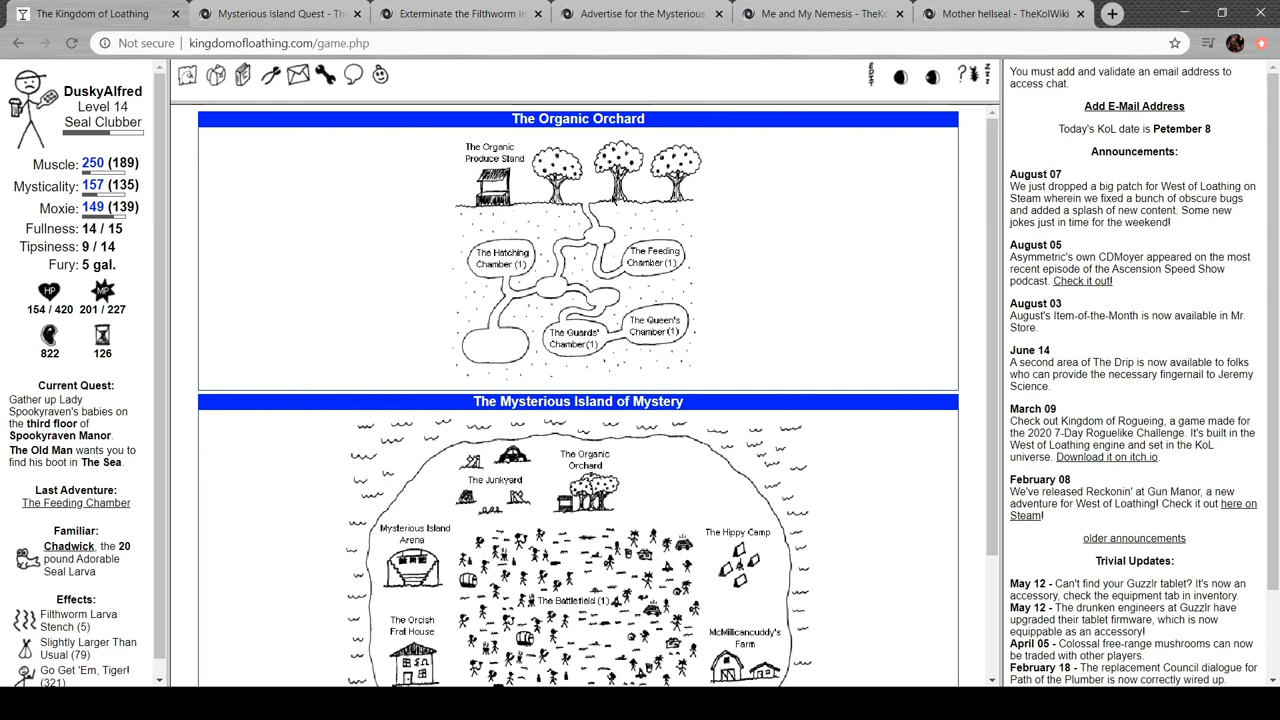 The Kingdom of Loathing
Mysterious Island Quest - The
Exterminate the Filthworm In
Advertise for the Mysterious
Me and My Nemesis - TheKo
Mother hellseal - TheKolWiki
Not secure
kingdomofloathing.com/game.php
DuskyAlfred
Level 14
Seal Clubber
Muscle: 250 (189)
Mysticality: 157 (135)
Moxie: 149 (139)
Fullness: 14 / 15
Tipsiness: 9 / 14
Fury: 5 gal.
HP
MP
154 / 420
201 / 227
822
126
Current Quest:
Gather up Lady
Spookyraven's babies on
the third floor of
Spookyraven Manor.
The Old Man wants you to
find his boot in The Sea.
Last Adventure:
The Feeding Chamber
Familiar:
Chadwick, the 20
pound Adorable
Seal Larva
Effects:
Filthworm Larva
Stench (5)
Slightly Larger Than
Usual (79)
Go Get 'Em, Tiger!
(321)
The Organic Orchard
The Organic
Produce Stand
The Hatching
Chamber (1)
The Feeding
Chamber (1)
The Guards'
Chamber (1)
The Queen's
Chamber (1)
The Mysterious Island of Mystery
The Organic
Orchard
The Junkyard
Mysterious Island
Arena
The Hippy Camp
The Battlefield (1)
The Orcish
Frat House
McMillicancuddy's
Farm
You must add and validate an email address to
access chat.
Add E-Mail Address
Today's KoL date is Petember 8
Announcements:
August 07
We just dropped a big patch for West of Loathing on
Steam wherein we fixed a bunch of obscure bugs
and added a splash of new content. Some new
jokes just in time for the weekend!
August 05
Asymmetric's own CDMoyer appeared on the most
recent episode of the Ascension Speed Show
podcast. Check it out!
August 03
August's Item-of-the-Month is now available in Mr.
Store.
June 14
A second area of The Drip is now available to folks
who can provide the necessary fingernail to Jeremy
Science.
March 09
Check out Kingdom of Rogueing, a game made for
the 2020 7-Day Roguelike Challenge. It's built in the
West of Loathing engine and set in the KoL
universe. Download it on itch.io.
February 08
We've released Reckonin' at Gun Manor, a new
adventure for West of Loathing! Check it out here on
Steam!
older announcements
Trivial Updates:
May 12 - Can't find your Guzzlr tablet? It's now an
accessory, check the equipment tab in inventory.
May 12 - The drunken engineers at Guzzlr have
upgraded their tablet firmware, which is now
equippable as an accessory!
April 05 - Colossal free-range mushrooms can now
be traded with other players.
February 18 - The replacement Council dialogue for
Path of the Plumber is now correctly wired up.